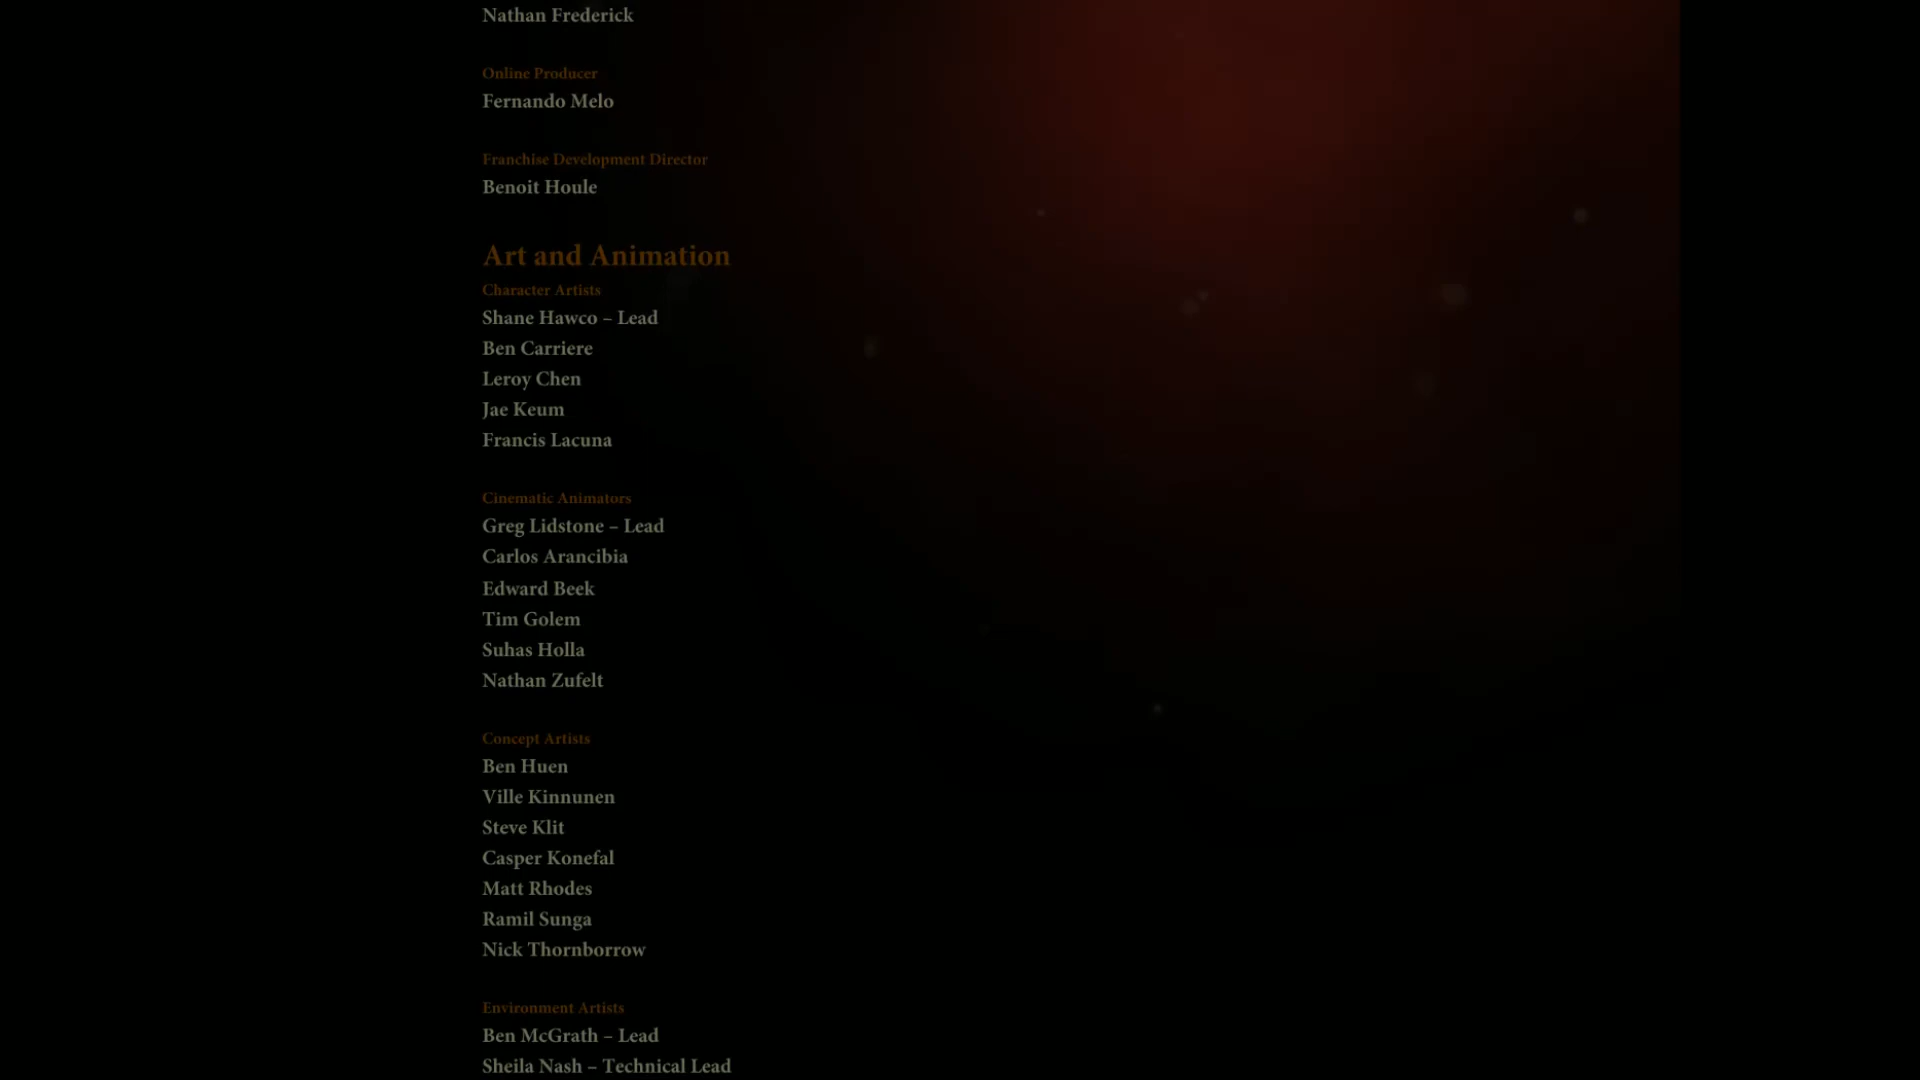 Nathan Frederick
Online Producer
Fernando Melo
Franchise Development Director
Benoit Houle
Art and Animation
Character Artists
Shane Hawco – Lead
Ben Carriere
Leroy Chen
Jae Keum
Francis Lacuna
Cinematic Animators
Greg Lidstone – Lead
Carlos Arancibia
Edward Beek
Tim Golem
Suhas Holla
Nathan Zufelt
Concept Artists
Ben Huen
Ville Kinnunen
Steve Klit
Casper Konefal
Matt Rhodes
Ramil Sunga
Nick Thornborrow
Environment Artists
Ben McGrath – Lead
Sheila Nash – Technical Lead